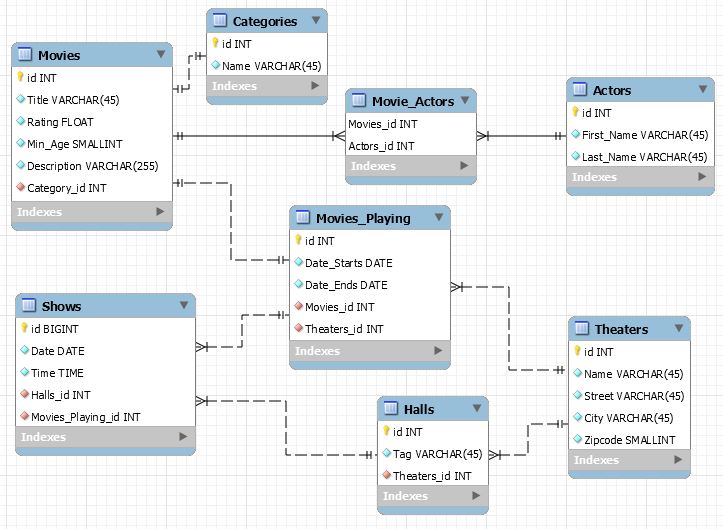 Categories
id INT
Name VARCHAR(45)
Indexes
Movies
id INT
Title VARCHAR(45)
Rating FLOAT
Min_Age SMALLINT
Description VARCHAR(255)
Category_id INT
Indexes
Movie_Actors
Movies_id INT
Actors_id INT
Indexes
Actors
id INT
First_Name VARCHAR(45)
Last_Name VARCHAR(45)
Indexes
Movies_Playing
id INT
Date_Starts DATE
Date_Ends DATE
Movies_id INT
Theaters_id INT
Indexes
Shows
id BIGINT
Date DATE
Time TIME
Halls_id INT
Movies_Playing_id INT
Indexes
Theaters
id INT
Name VARCHAR(45)
Street VARCHAR(45)
City VARCHAR(45)
Zipcode SMALLINT
Indexes
Halls
id INT
Tag VARCHAR(45)
Theaters_id INT
Indexes